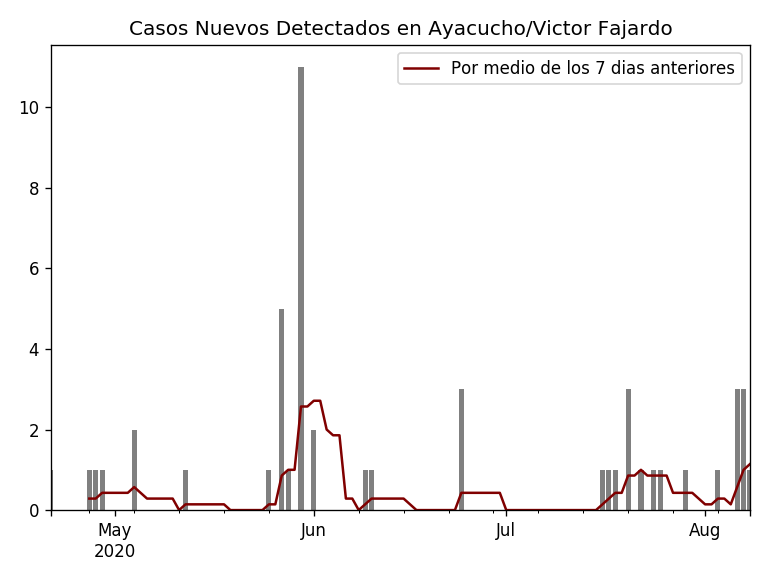 Casos Nuevos Detectados en Ayacucho/Victor Fajardo
Por medio de los 7 dias anteriores
10
8
6
4
2
0
May Jun Jul Aug
2020